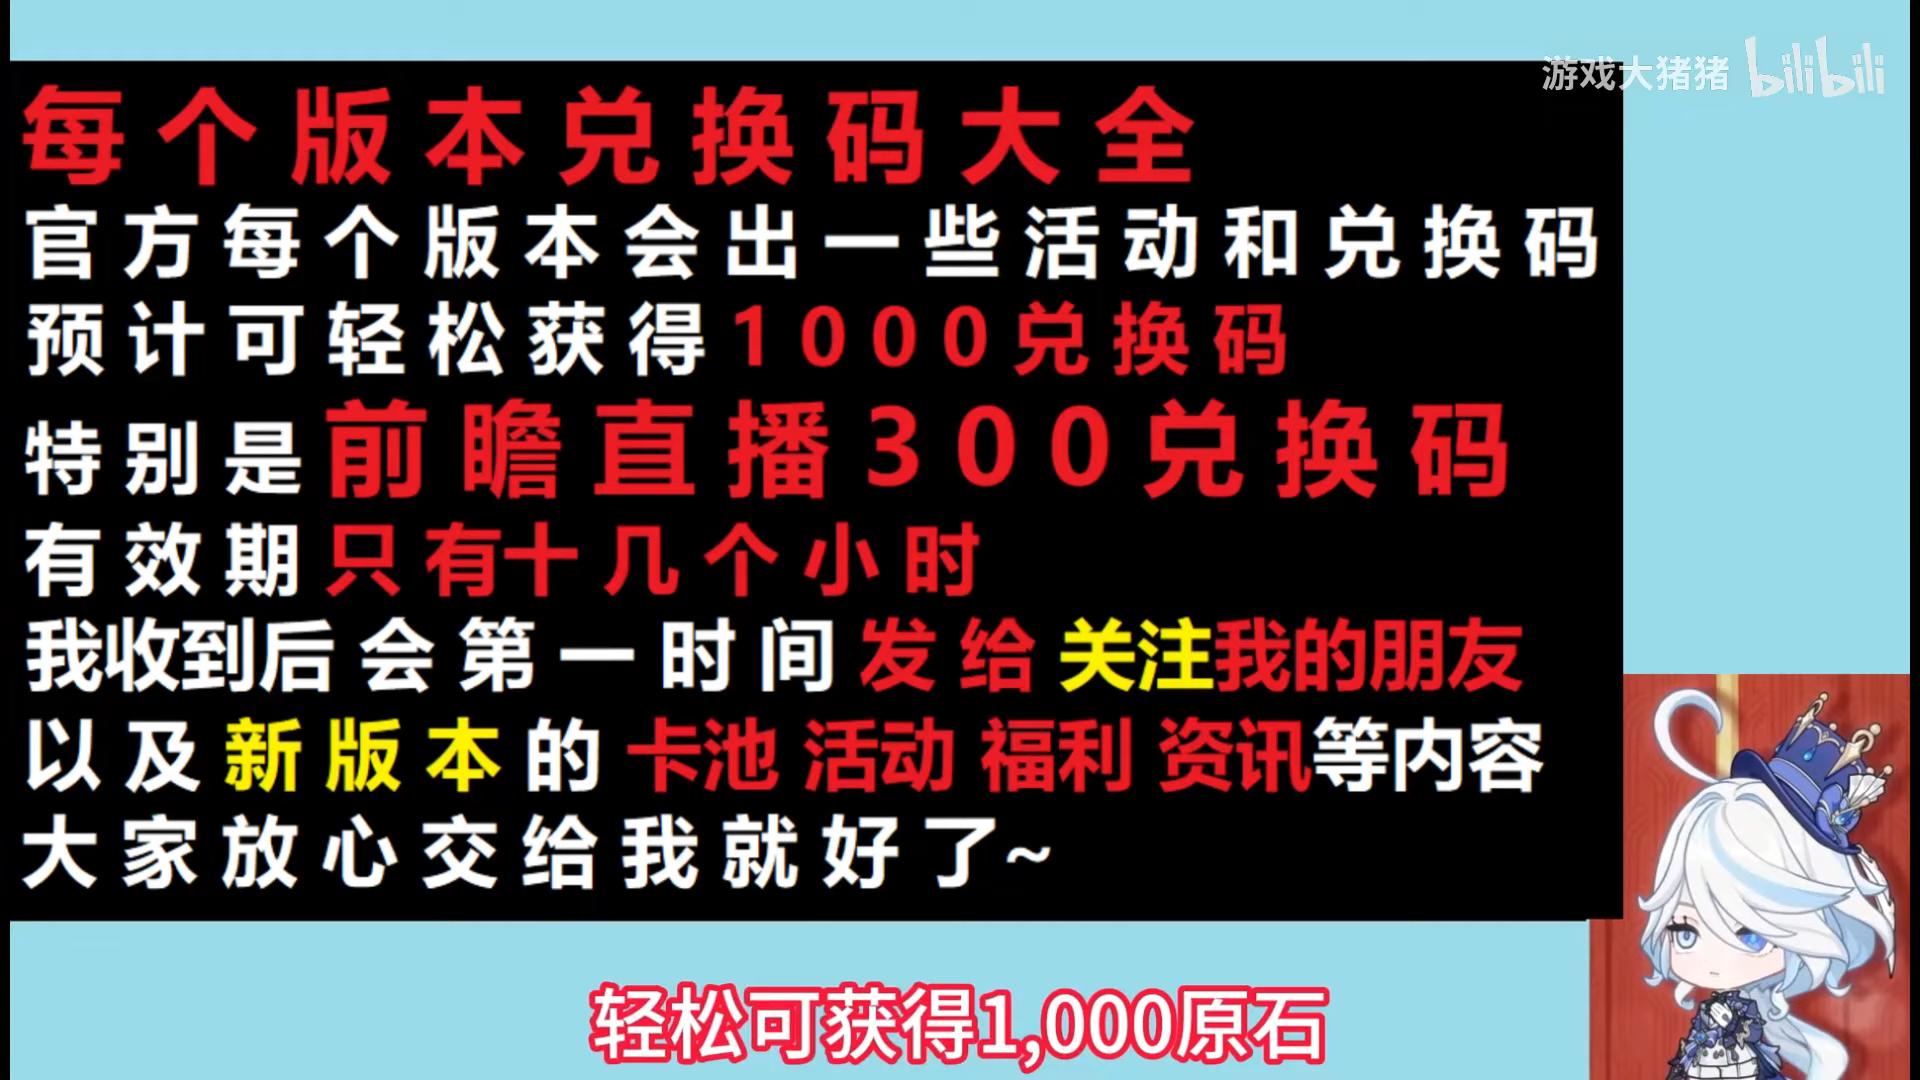 游戏大猪猪 bilibili
每个版本兑换码大全
官方每个版本会出一些活动和兑换码
预计可轻松获得1000兑换码
特别是前瞻直播300兑换码
有效期只有十几个小时
我收到后会第一时间发给关注我的朋友
以及新版本的卡池 活动 福利 资讯等内容
大家放心交给我就好了~
轻松可获得1,000原石